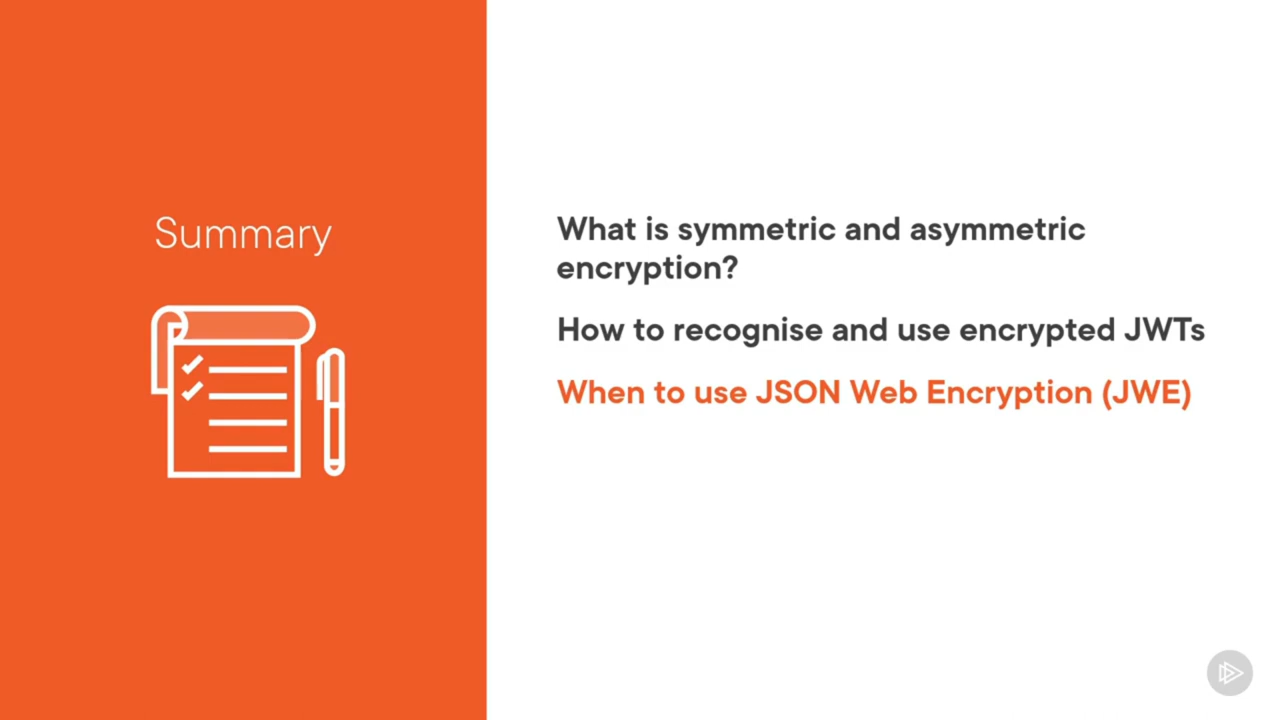 Summary
What is symmetric and asymmetric
encryption?
How to recognise and use encrypted JWTs
When to use JSON Web Encryption (JWE)